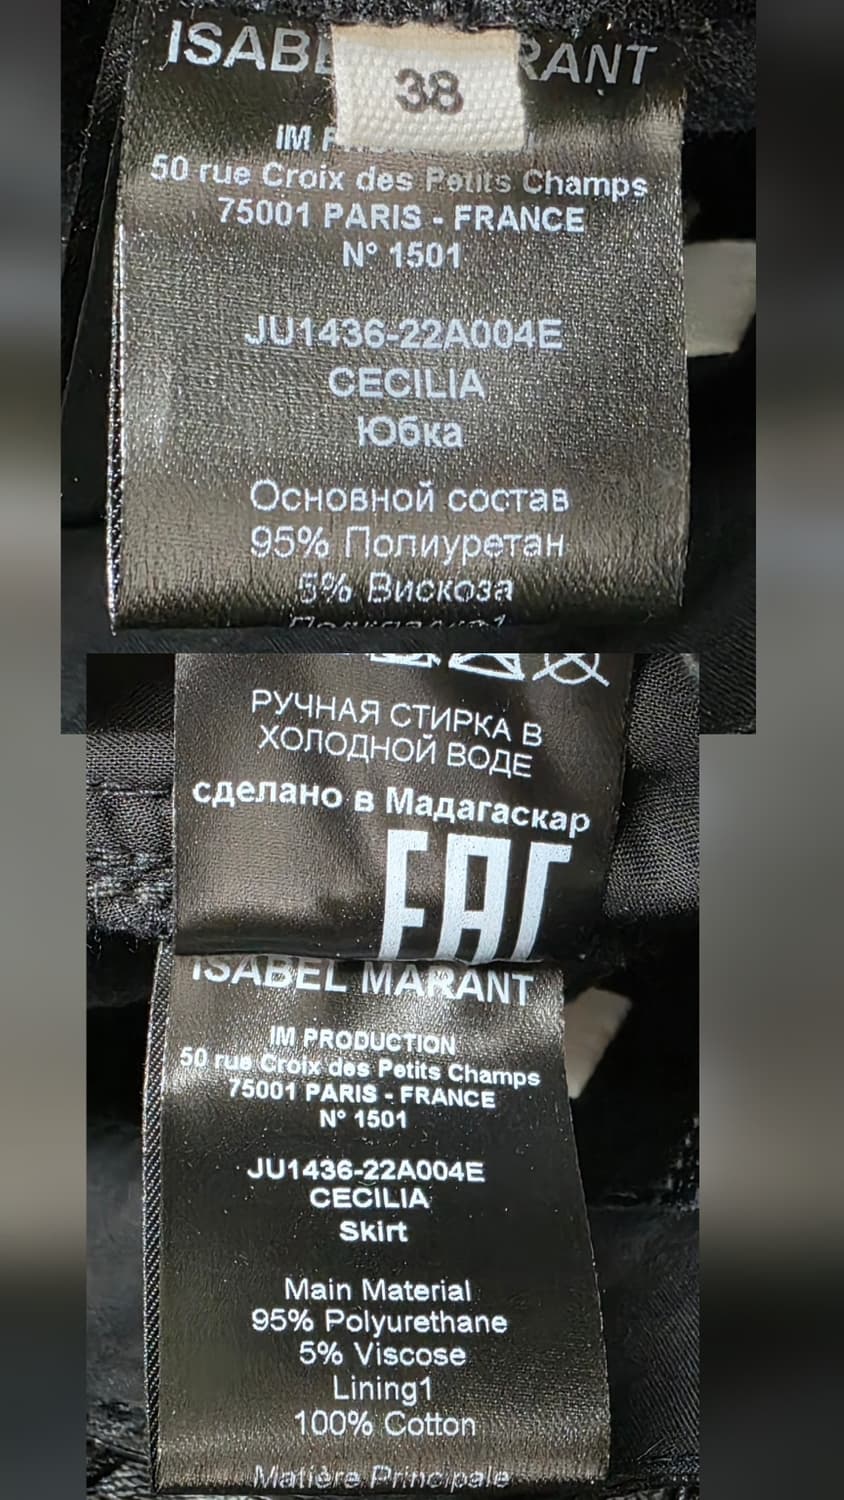 ISAB RANT
38
IM
50 rue Croix des Petits Champs
75001 PARIS - FRANCE
N° 1501
JU1436-22A004E
CECILIA
Юбка
Основной состав
95% Полиуретан
5% Вискоза
РУЧНАЯ СТИРКА В
ХОЛОДНОЙ ВОДЕ
сделано в Мадагаскар
EAC
ISABEL MARANT
IM PRODUCTION
50 rue Croix des Petits Champs
75001 PARIS - FRANCE
N° 1501
JU1436-22A004E
CECILIA
Skirt
Main Material
95% Polyurethane
5% Viscose
Lining1
100% Cotton
Matière Principale